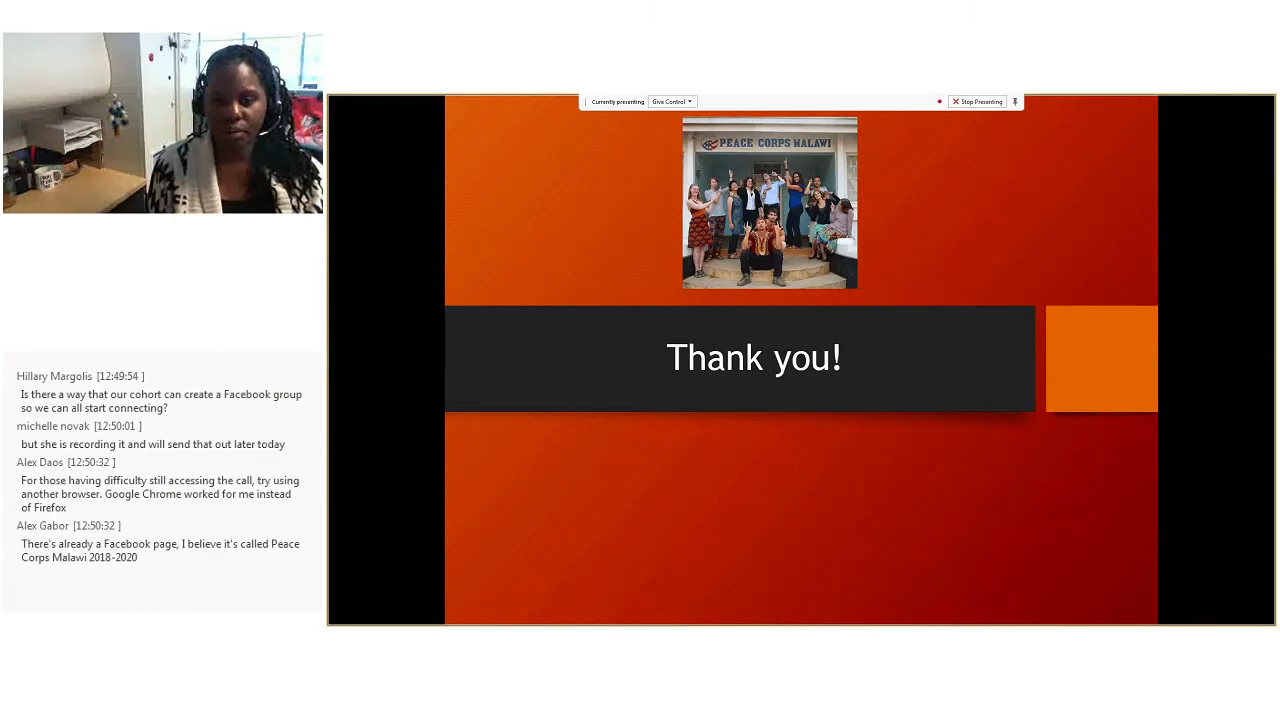 Currently presenting
Give Control
Stop Presenting
PEACE CORPS MALAWI
Thank you!
Hillary Margolis [12:49:54 ]
Is there a way that our cohort can create a Facebook group
so we can all start connecting?
michelle novak [12:50:01 ]
but she is recording it and will send that out later today
Alex Daos [12:50:32 ]
For those having difficulty still accessing the call, try using
another browser. Google Chrome worked for me instead
of Firefox
Alex Gabor [12:50:32 ]
There's already a Facebook page, I believe it's called Peace
Corps Malawi 2018-2020